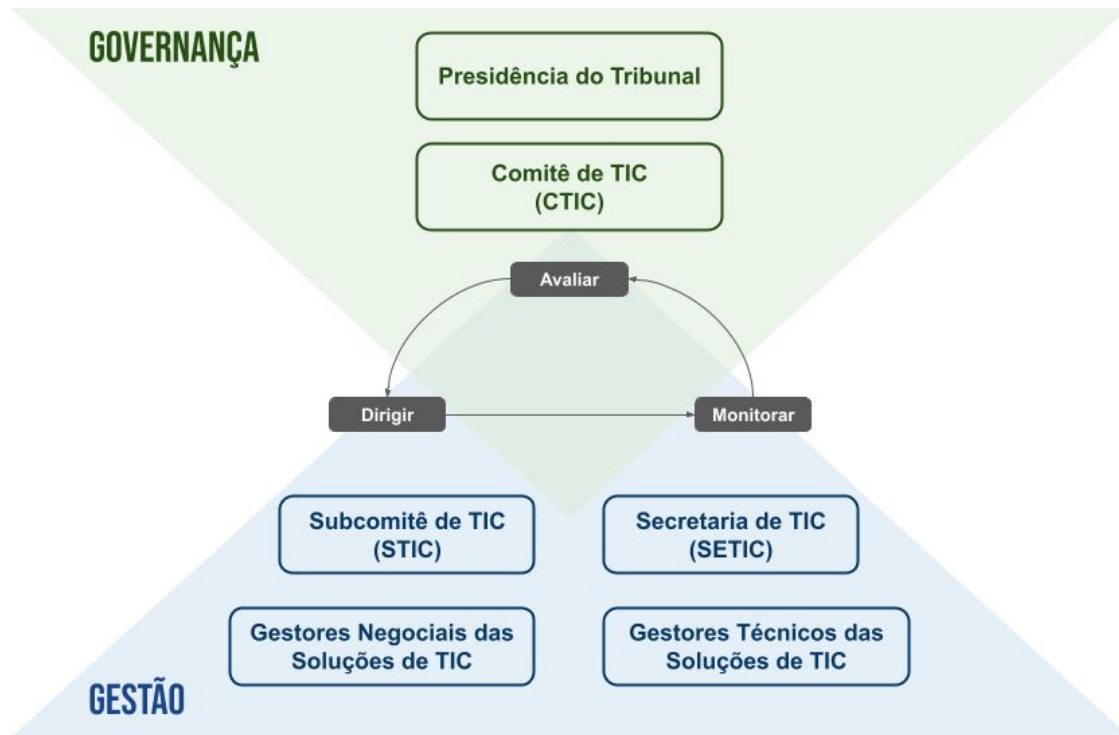 GOVERNANÇA
Presidência do Tribunal
Comitê de TIC
(CTIC)
Avaliar
Dirigir
Monitorar
Subcomitê de TIC
(STIC)
Secretaria de TIC
(SETIC)
Gestores Negociais das
Soluções de TIC
Gestores Técnicos das
Soluções de TIC
GESTÃO